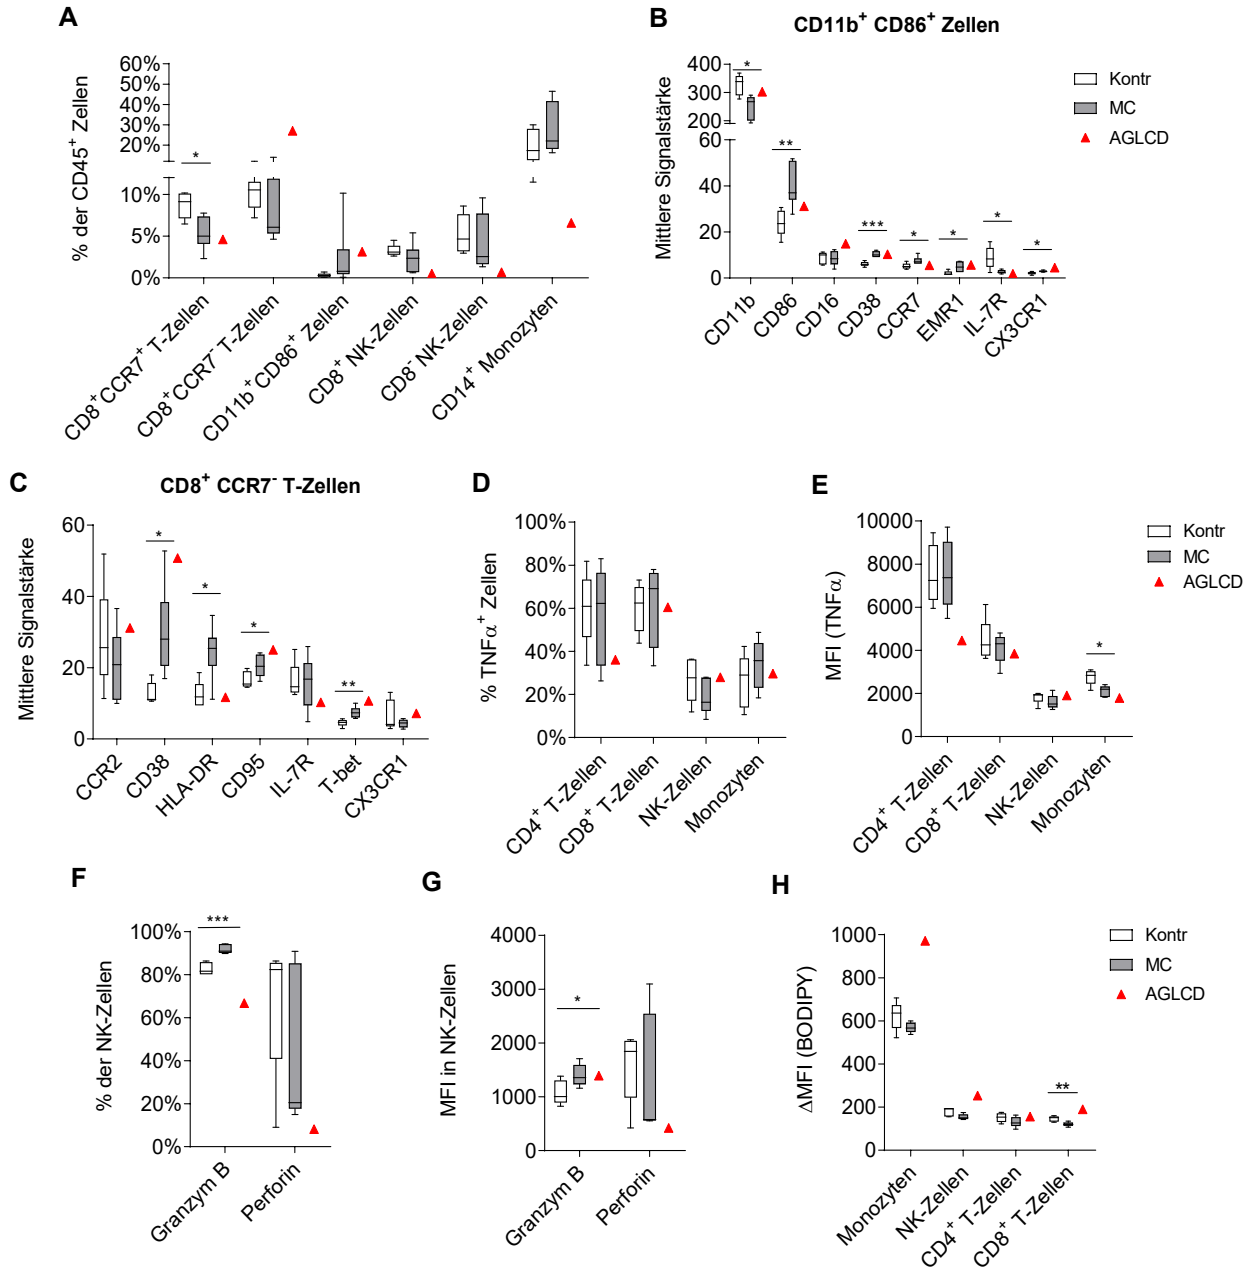 A
% der CD45⁺ Zellen
60%
50%
40%
30%
20%
10%
5%
0%
*
CD8⁺CCR7⁺ T-Zellen
CD8⁺CCR7⁻ T-Zellen
CD11b⁺CD86⁺ Zellen
CD8⁺ NK-Zellen
CD8⁻ NK-Zellen
CD14⁺ Monozyten
B
CD11b⁺ CD86⁺ Zellen
Mittlere Signalstärke
400
300
200
60
40
20
0
*
**
***
*
*
*
*
CD11b
CD86
CD16
CD38
CCR7
EMR1
IL-7R
CX3CR1
Kontr
MC
AGLCD
C
CD8⁺ CCR7⁻ T-Zellen
Mittlere Signalstärke
60
40
20
0
*
*
*
**
CCR2
CD38
HLA-DR
CD95
IL-7R
T-bet
CX3CR1
D
% TNFα⁺ Zellen
100%
80%
60%
40%
20%
0%
CD4⁺ T-Zellen
CD8⁺ T-Zellen
NK-Zellen
Monozyten
E
MFI (TNFα)
10000
8000
6000
4000
2000
0
*
CD4⁺ T-Zellen
CD8⁺ T-Zellen
NK-Zellen
Monozyten
Kontr
MC
AGLCD
F
% der NK-Zellen
100%
80%
60%
40%
20%
0%
***
Granzym B
Perforin
G
MFI in NK-Zellen
4000
3000
2000
1000
0
*
Granzym B
Perforin
H
ΔMFI (BODIPY)
1000
800
600
400
200
0
**
Monozyten
NK-Zellen
CD4⁺ T-Zellen
CD8⁺ T-Zellen
Kontr
MC
AGLCD